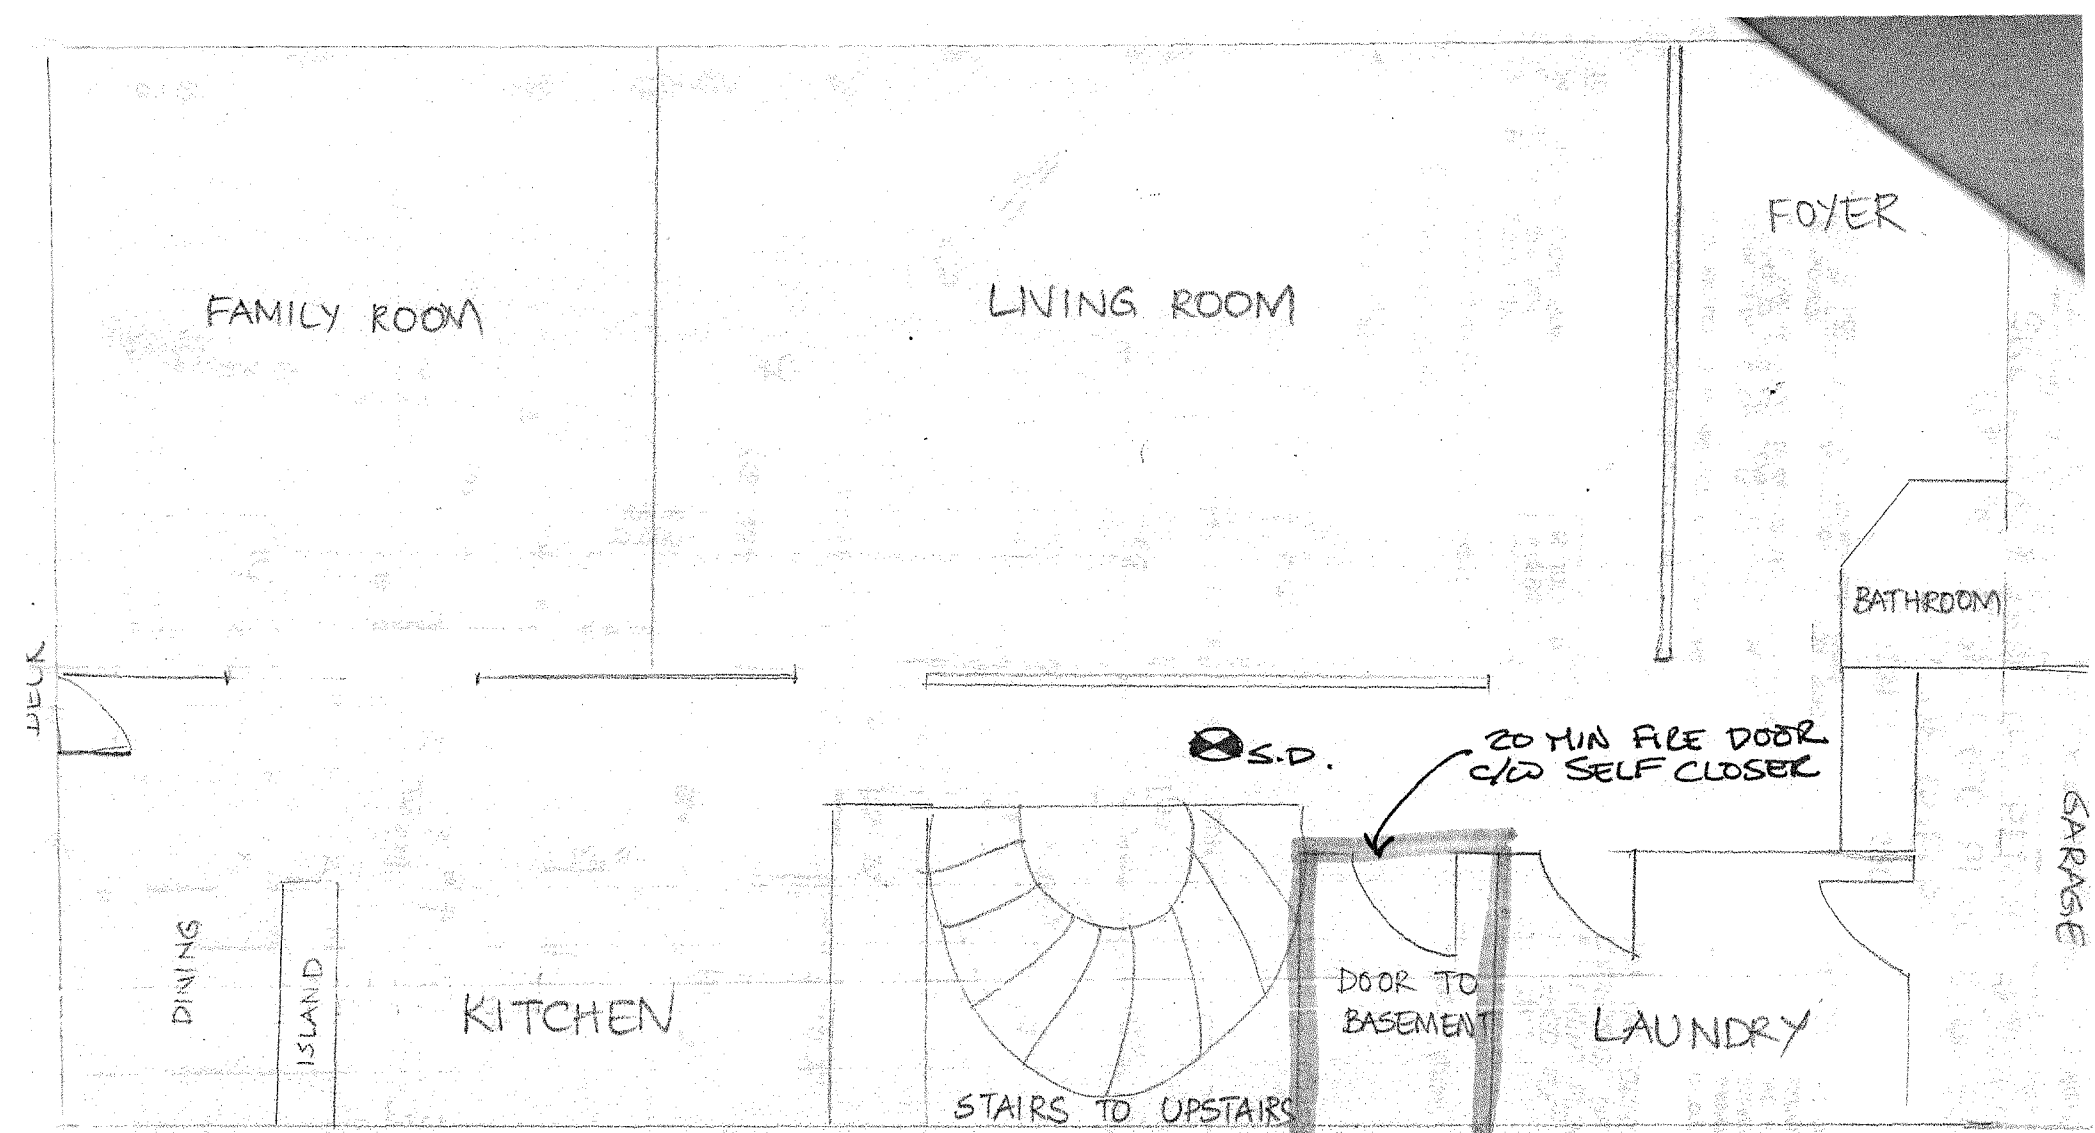 FOYER
FAMILY ROOM
LIVING ROOM
BATHROOM
DECK
S.D.
20 MIN FIRE DOOR
C/W SELF CLOSER
GARAGE
DINING
ISLAND
KITCHEN
DOOR TO
BASEMENT
LAUNDRY
STAIRS TO UPSTAIRS